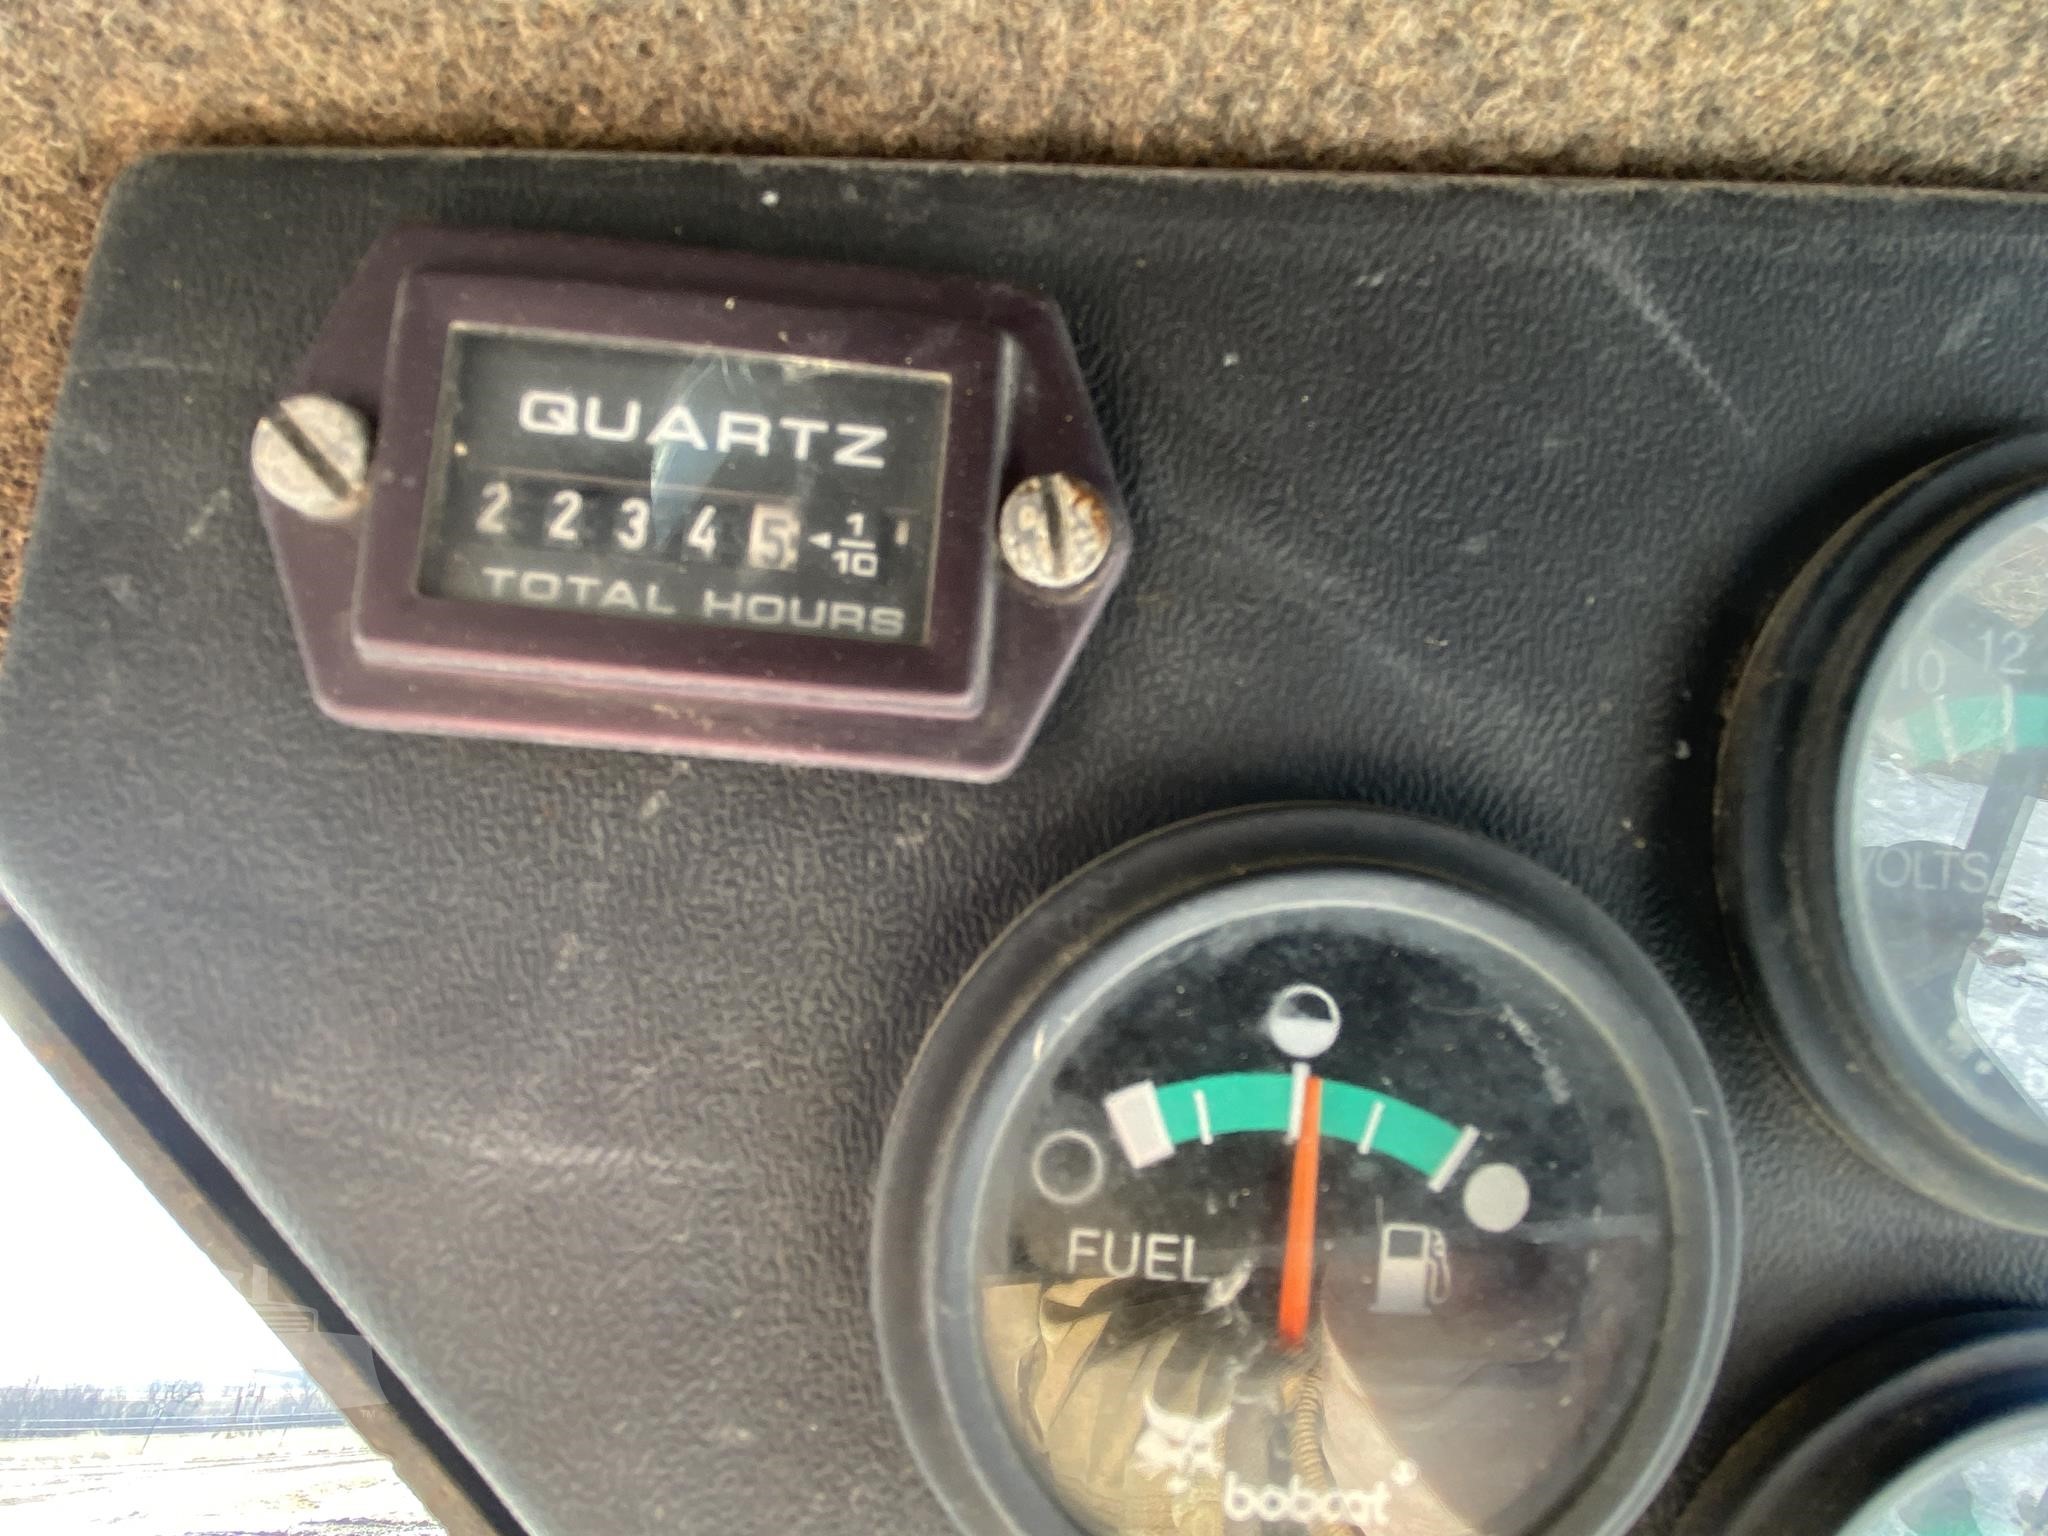 QUARTZ
2 2 3 4 5 ◄ 1/10
TOTAL HOURS
10 12
VOLTS
FUEL
bobcat®